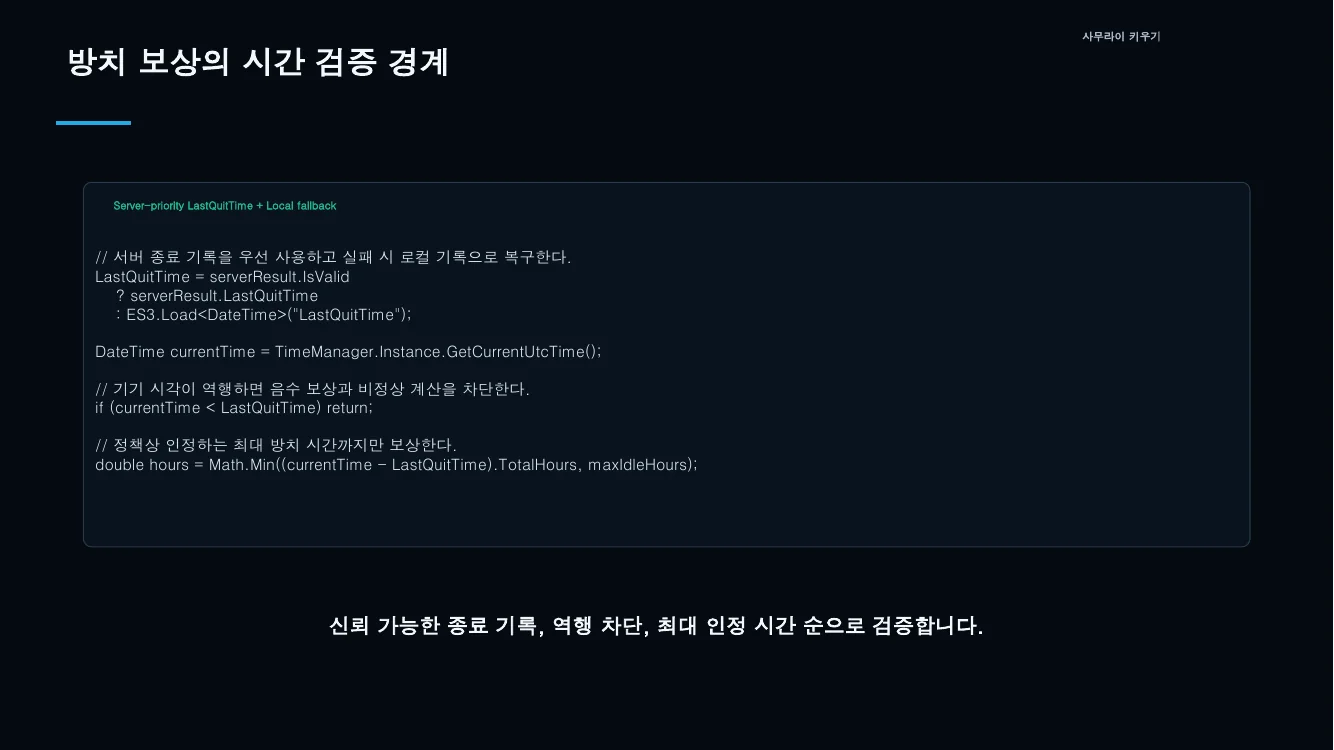 사무라이 키우기
방치 보상의 시간 검증 경계
Server-priority LastQuitTime + Local fallback
// 서버 종료 기록을 우선 사용하고 실패 시 로컬 기록으로 복구한다.
LastQuitTime = serverResult.IsValid
? serverResult.LastQuitTime
: ES3.Load<DateTime>("LastQuitTime");
DateTime currentTime = TimeManager.Instance.GetCurrentUtcTime();
// 기기 시각이 역행하면 음수 보상과 비정상 계산을 차단한다.
if (currentTime < LastQuitTime) return;
// 정책상 인정하는 최대 방치 시간까지만 보상한다.
double hours = Math.Min((currentTime - LastQuitTime).TotalHours, maxIdleHours);
신뢰 가능한 종료 기록, 역행 차단, 최대 인정 시간 순으로 검증합니다.